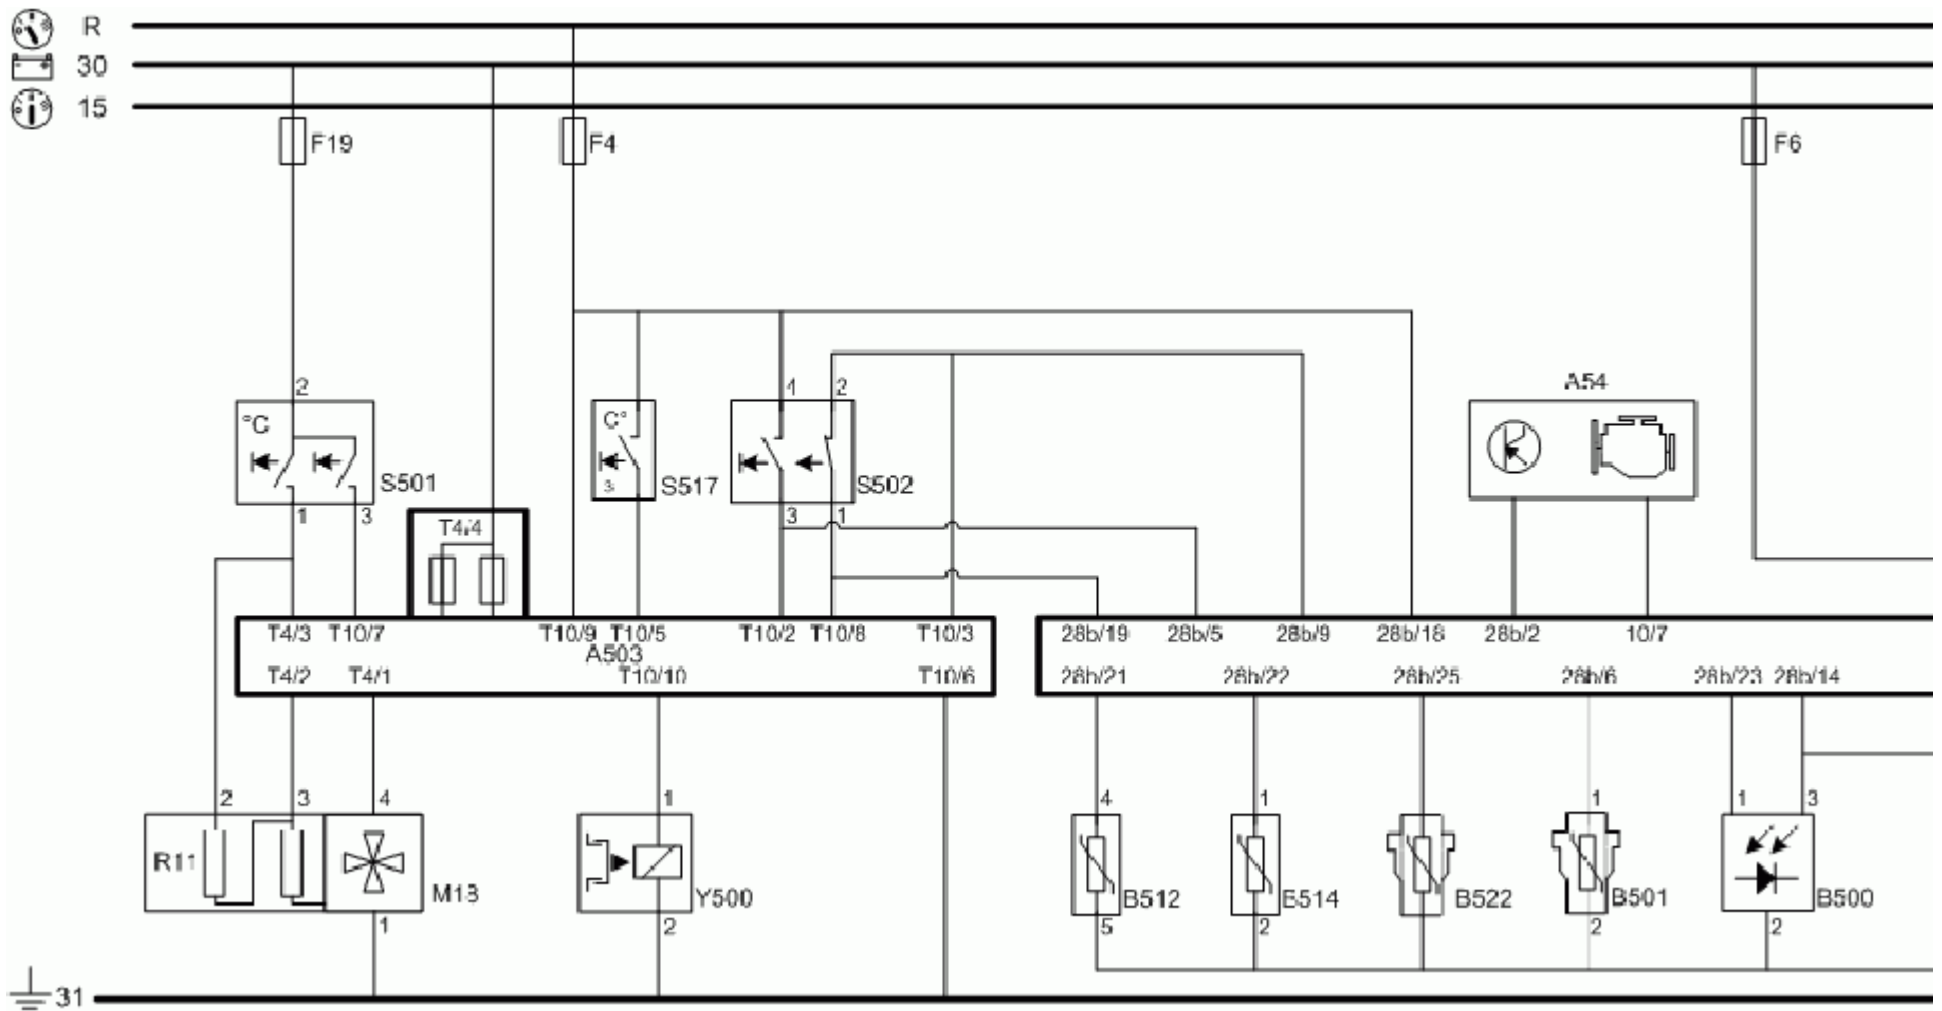 R
30
15
F19
F4
F6
2
4
2
A54
°C
C°
3
S501
S517
S502
1
3
3
1
T4/4
T4/3 T10/7 T10/9 T10/5 T10/2 T10/8 T10/3
28b/19 28b/5 28b/9 28b/18 28b/2 10/7
A503
T4/2 T4/1 T10/10 T10/6
28b/21 28b/22 28b/25 28b/6 28b/23 28b/14
2 3 4 1 4 1 1 1 3
R11
M13
Y500
B512
B514
B522
B501
B500
1 2 5 2 2 2
31